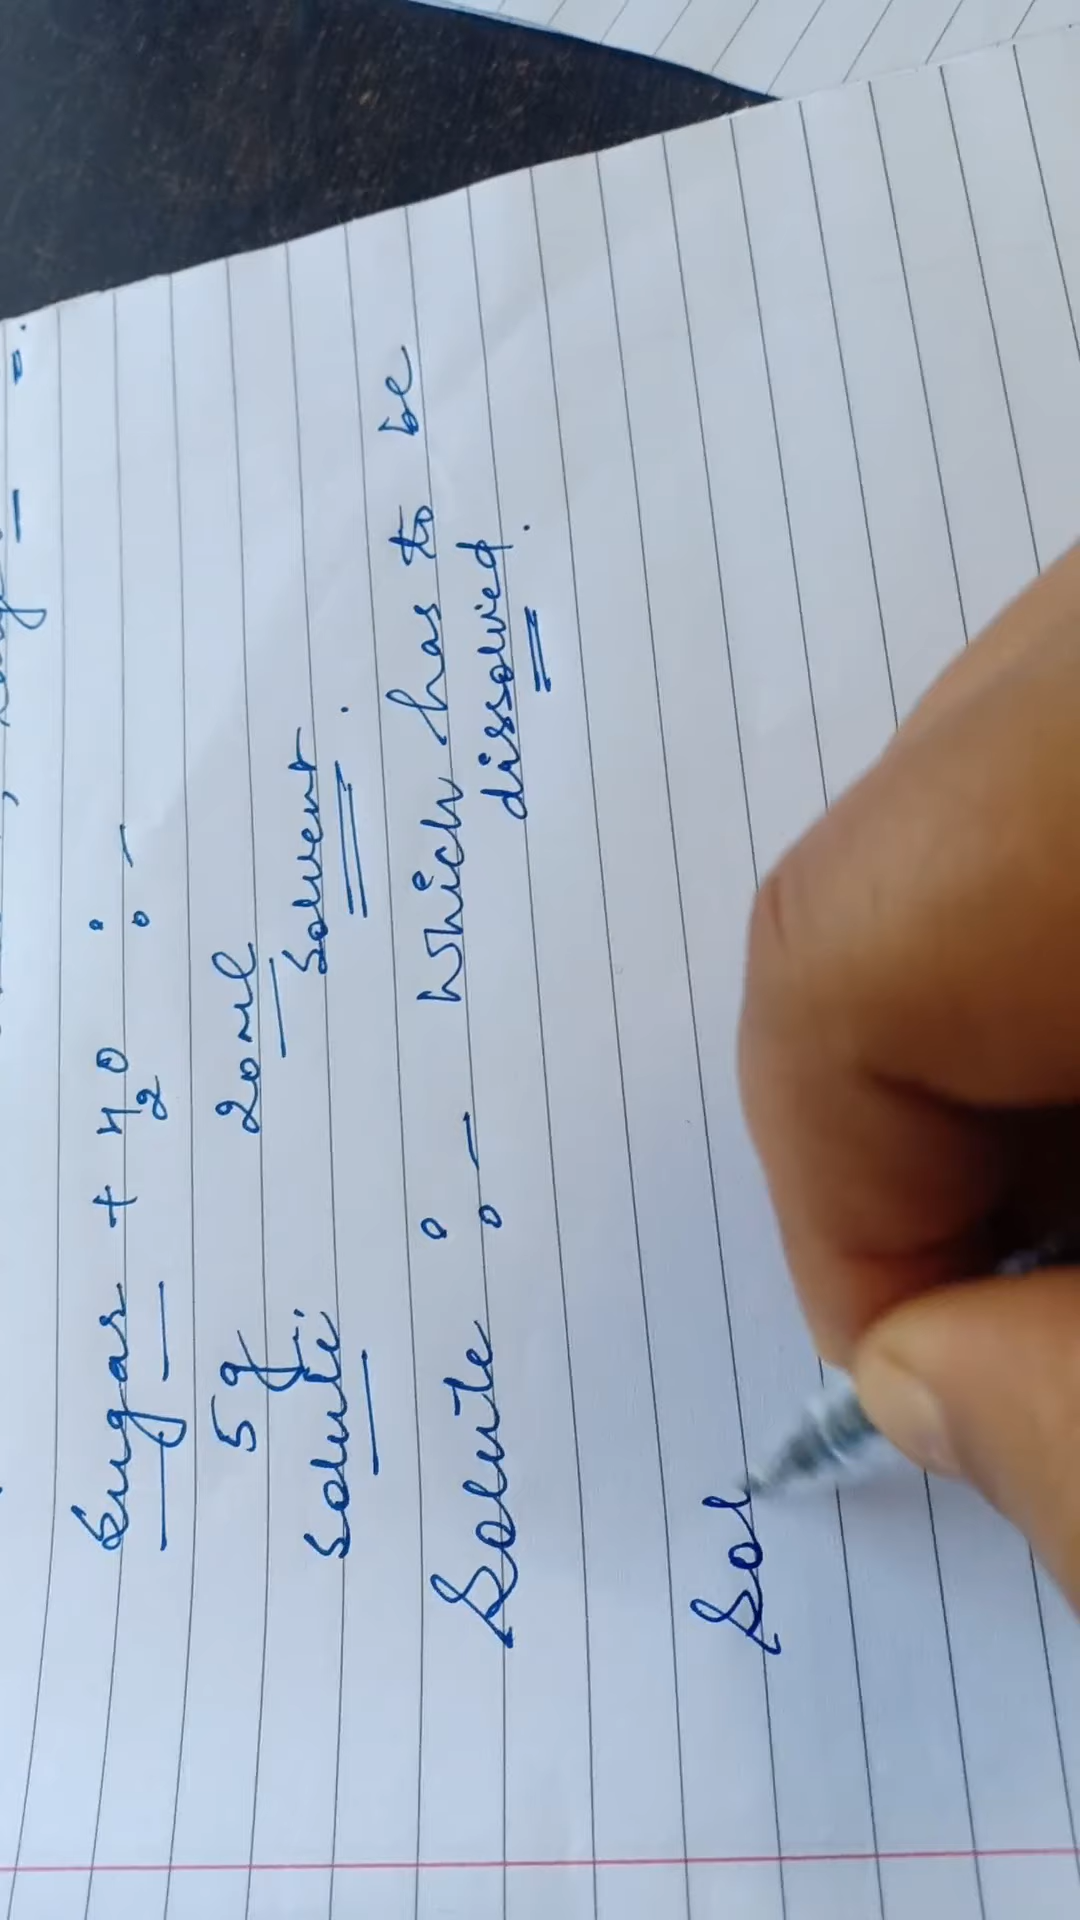 Sugar + H2O :-
5g 20ml
Solute. Solvent.
Solute :- which has to be
dissolved.
Sol